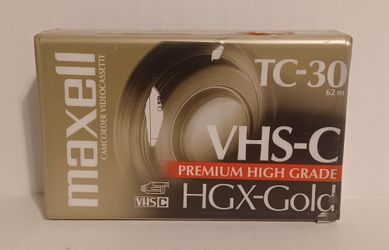 maxell
CAMCORDER VIDEOCASSETTE
TC-30
62 m
VHS-C
PREMIUM HIGH GRADE
VHS C
HGX-Gold